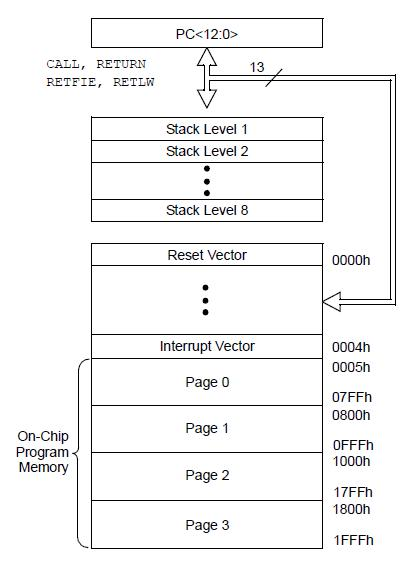 PC<12:0>
CALL, RETURN
RETFIE, RETLW
13
Stack Level 1
Stack Level 2
Stack Level 8
Reset Vector
0000h
Interrupt Vector
0004h
0005h
Page 0
07FFh
0800h
Page 1
0FFFh
On-Chip
Program
Memory
1000h
Page 2
17FFh
1800h
Page 3
1FFFh